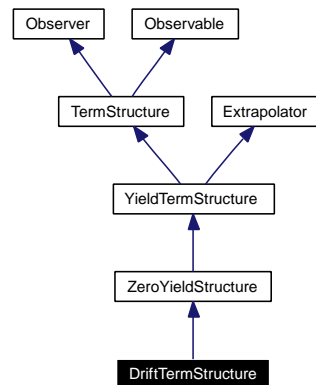 Observer
Observable
TermStructure
Extrapolator
YieldTermStructure
ZeroYieldStructure
DriftTermStructure